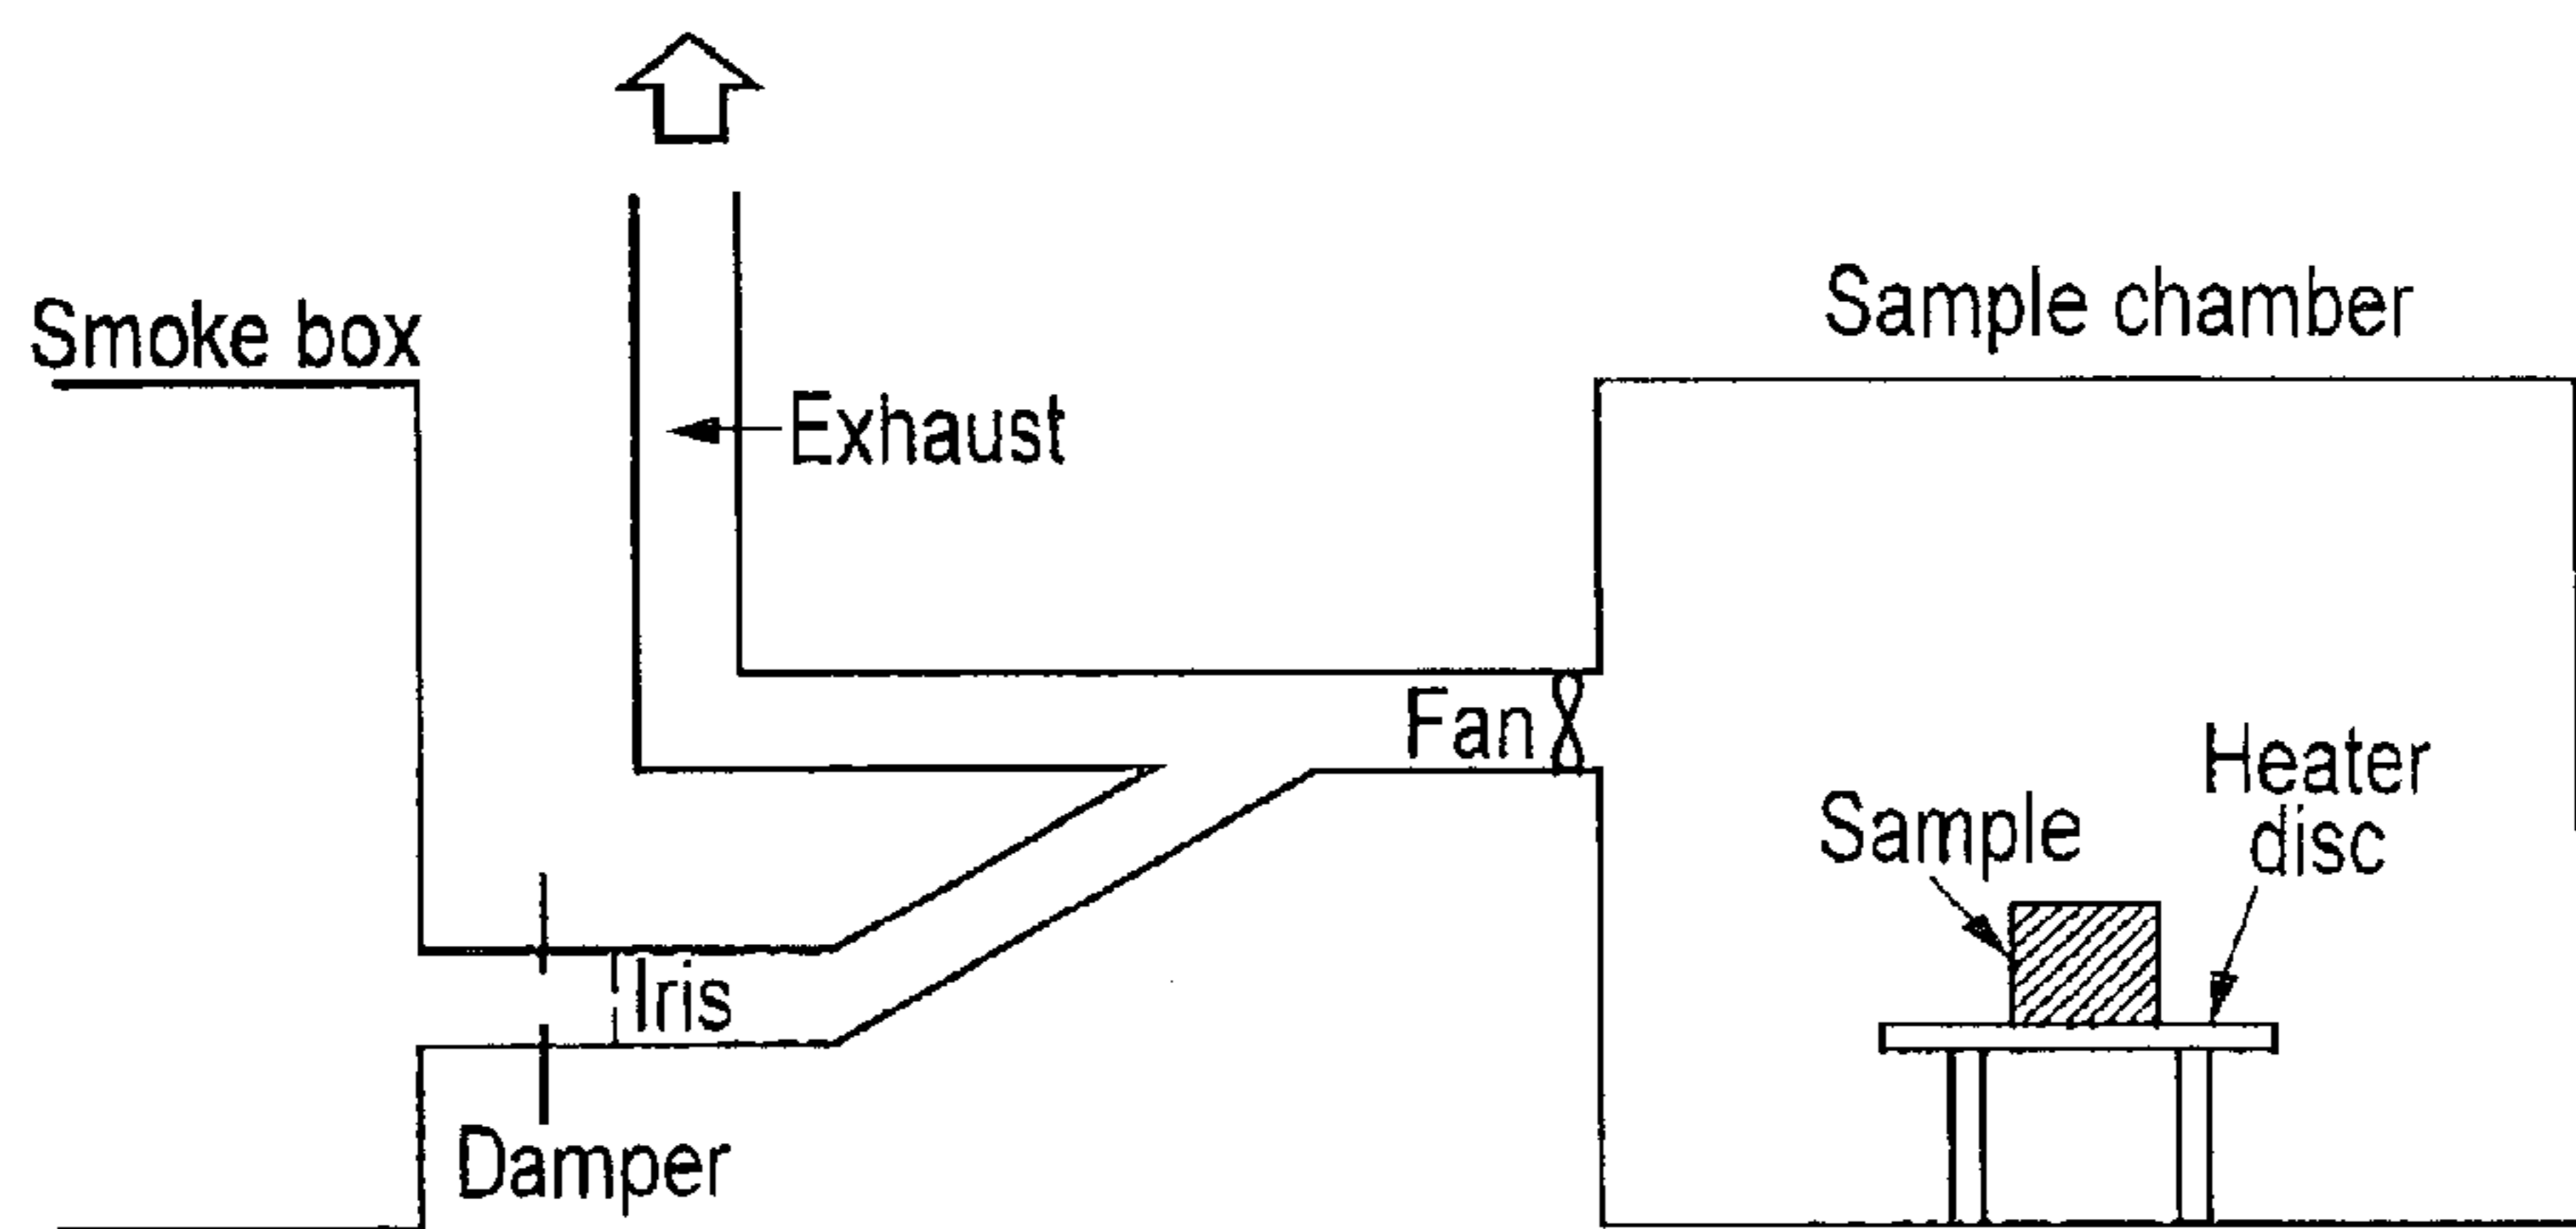 Smoke box
Sample chamber
Exhaust
Fan
Heater
disc
Sample
Iris
Damper